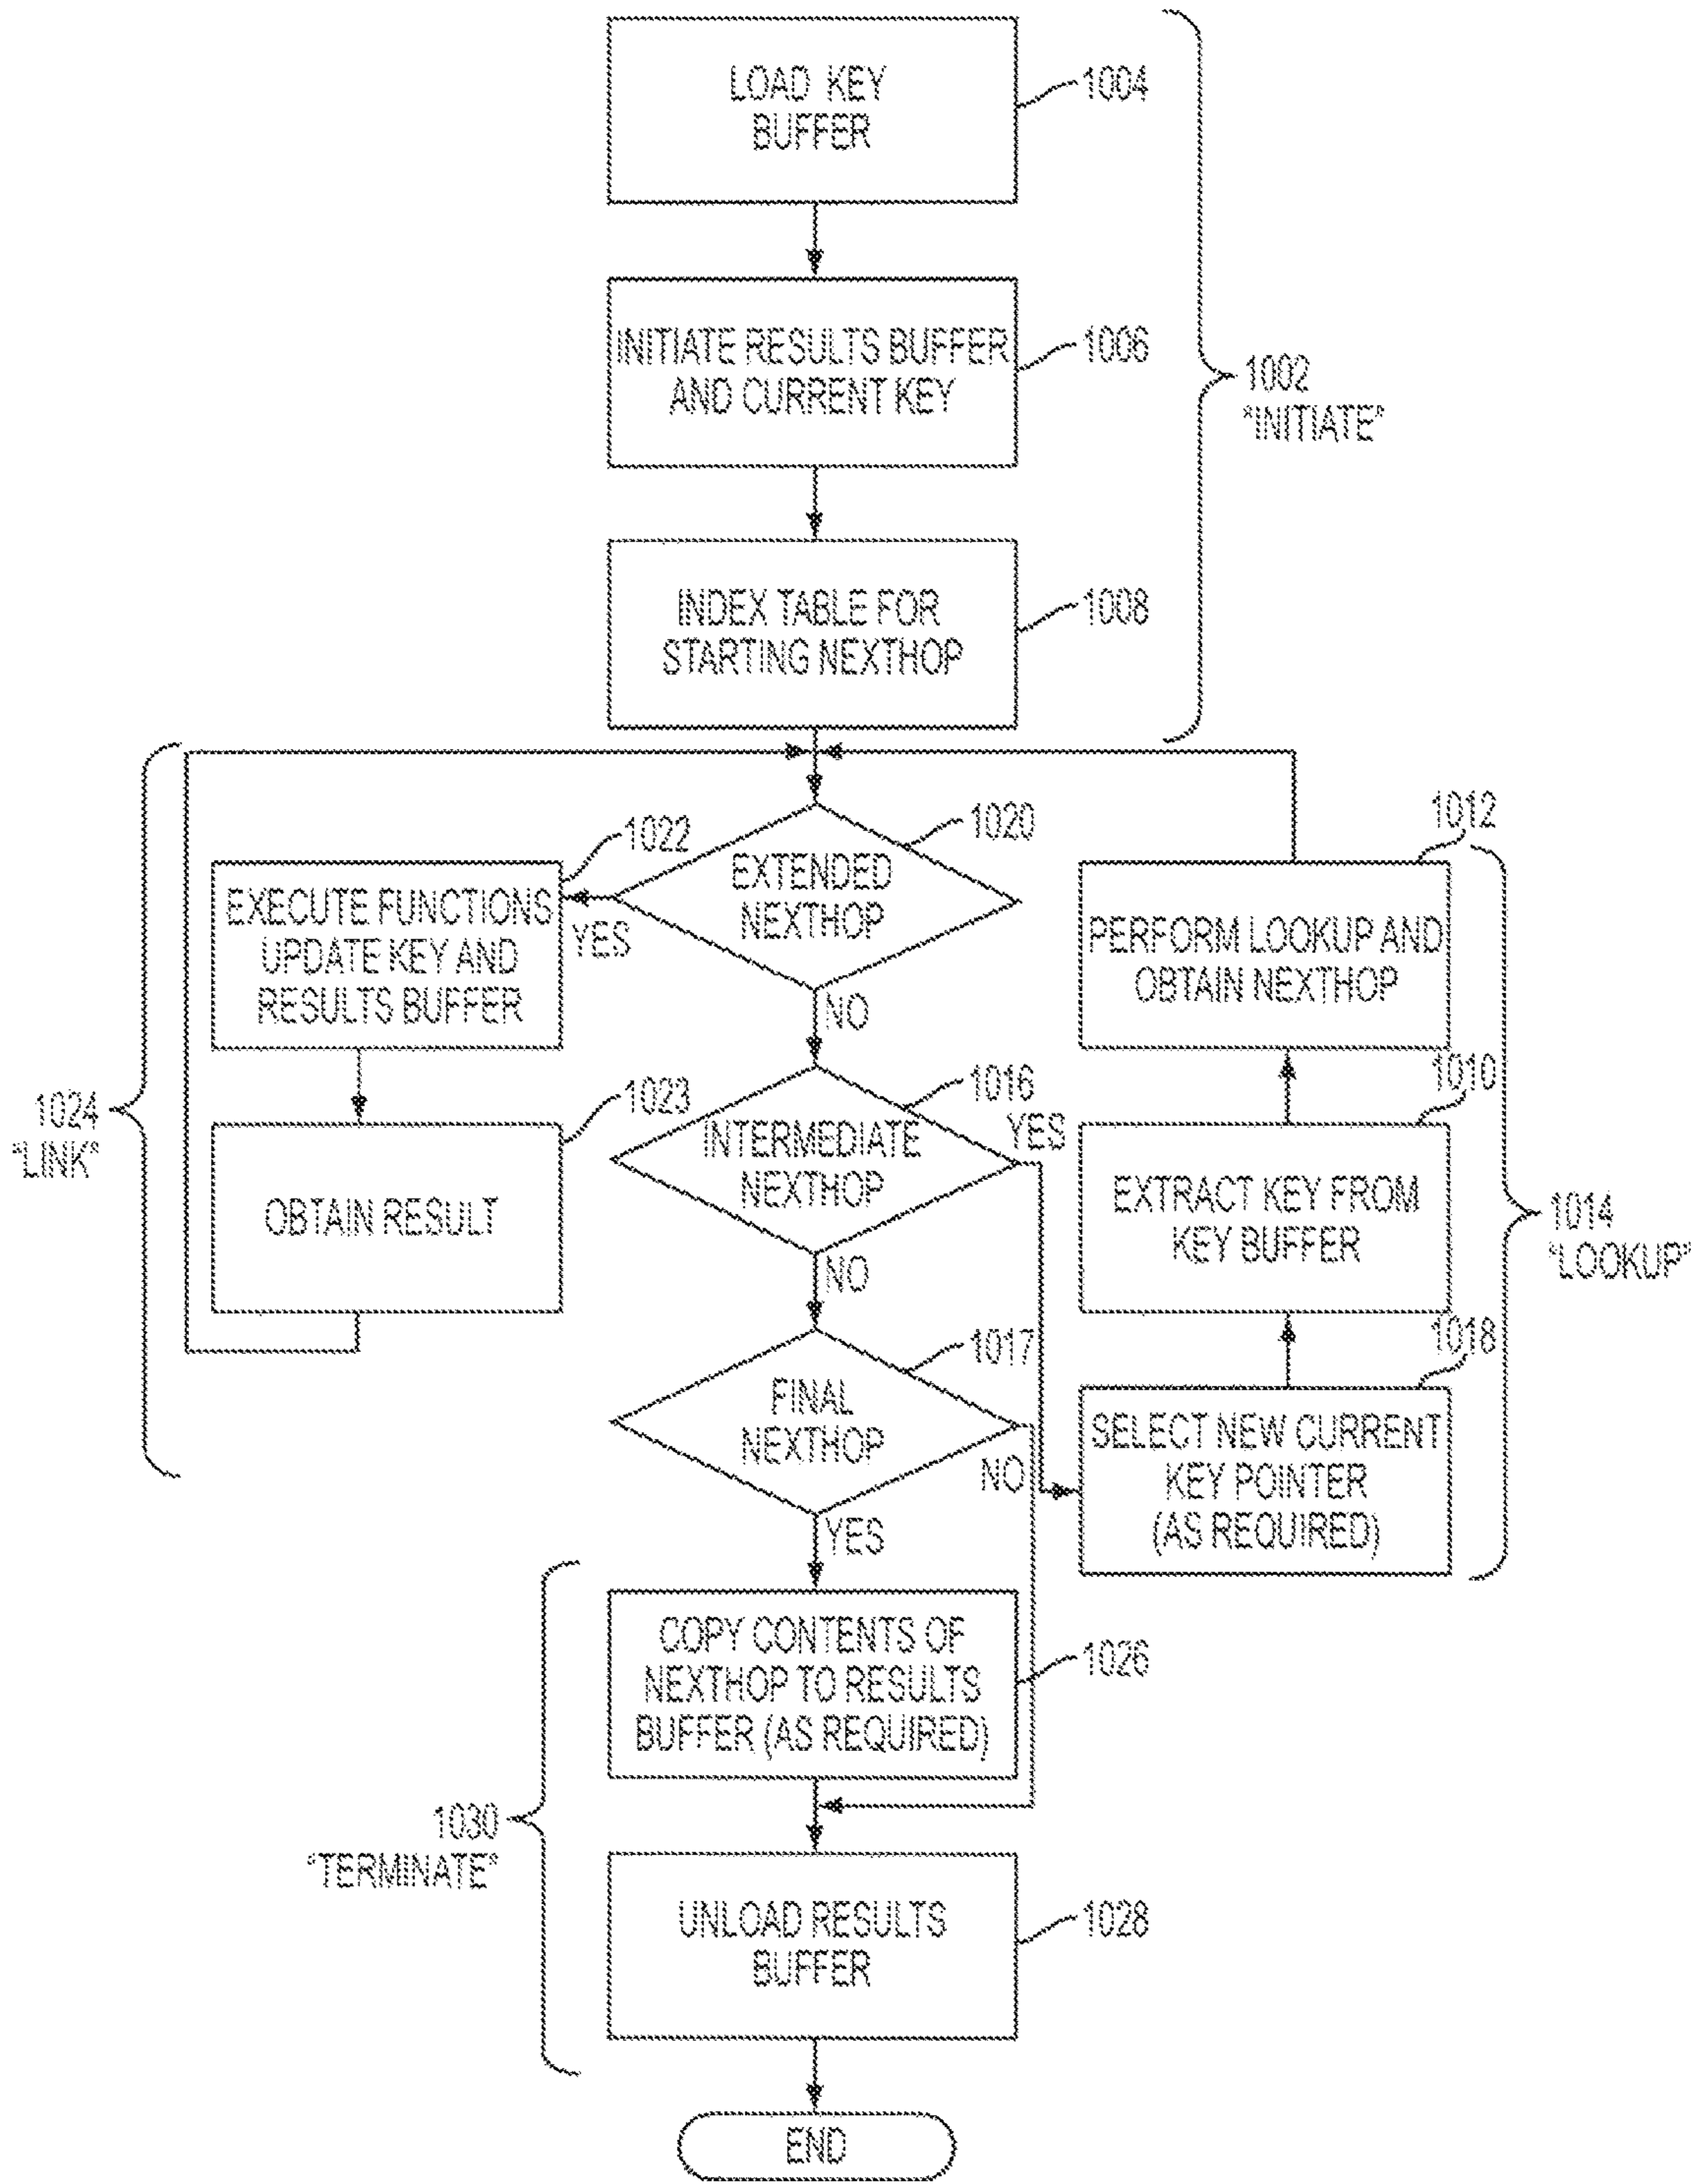 LOAD KEY
BUFFER
1004
INITIATE RESULTS BUFFER
AND CURRENT KEY
1006
1002
"INITIATE"
INDEX TABLE FOR
STARTING NEXTHOP
1008
1020
EXTENDED
NEXTHOP
YES
NO
1022
EXECUTE FUNCTIONS
UPDATE KEY AND
RESULTS BUFFER
1023
OBTAIN RESULT
1024
"LINK"
1016
INTERMEDIATE
NEXTHOP
YES
NO
1012
PERFORM LOOKUP AND
OBTAIN NEXTHOP
1010
EXTRACT KEY FROM
KEY BUFFER
1014
"LOOKUP"
1018
SELECT NEW CURRENT
KEY POINTER
(AS REQUIRED)
1017
FINAL
NEXTHOP
NO
YES
COPY CONTENTS OF
NEXTHOP TO RESULTS
BUFFER (AS REQUIRED)
1026
1030
"TERMINATE"
UNLOAD RESULTS
BUFFER
1028
END